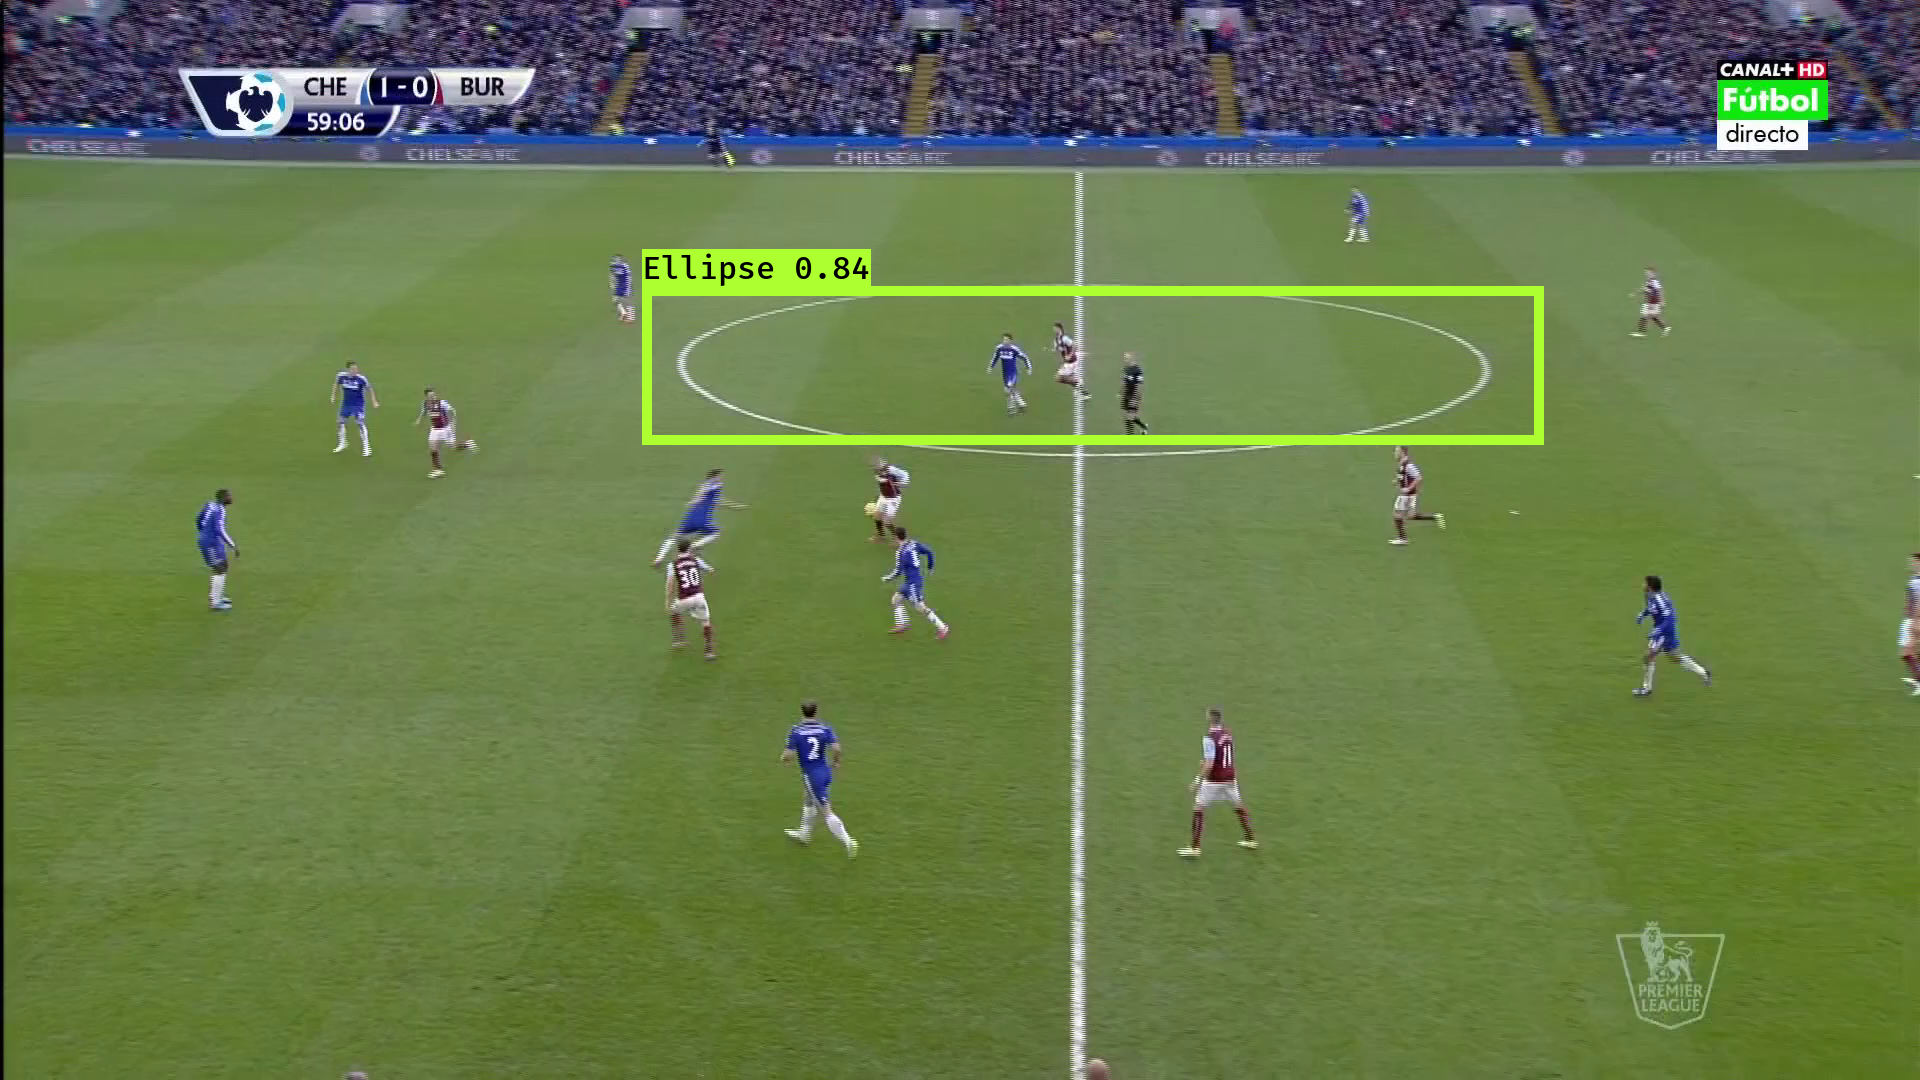 CHE 1-0 BUR
59:06
CANAL+ HD
Fútbol
directo
CHELSEA FC
CHELSEA FC
CHELSEA FC
CHELSEA FC
CHELSEA FC
Ellipse 0.84
30
2
11
PREMIER
LEAGUE